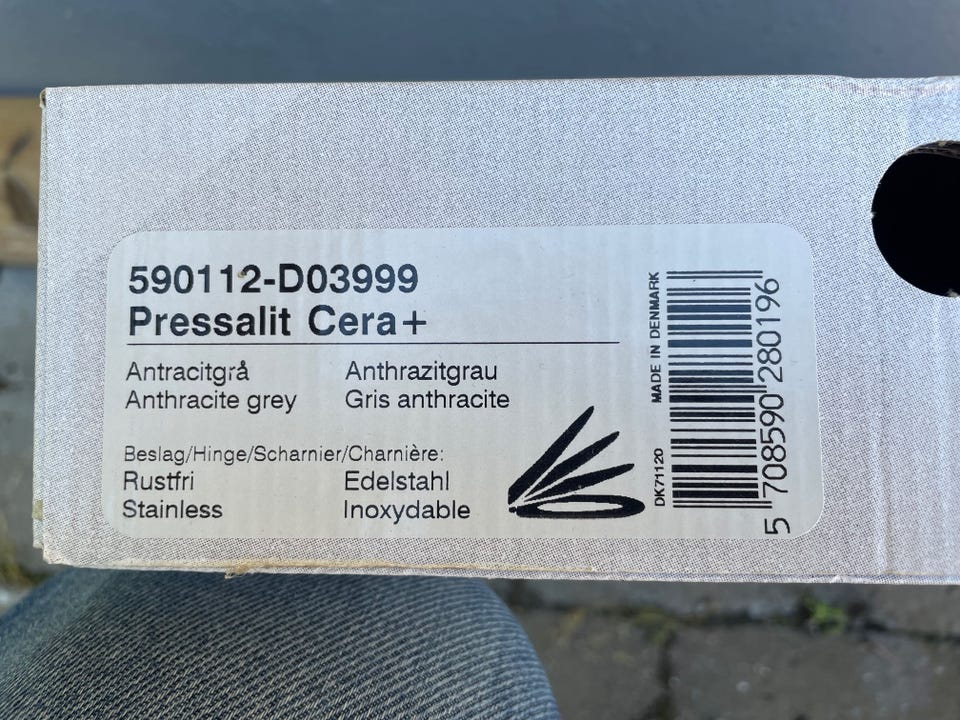 590112-D03999
Pressalit Cera+
Antracitgrå
Anthrazitgrau
Anthracite grey
Gris anthracite
Beslag/Hinge/Scharnier/Charnière:
Rustfri
Edelstahl
Stainless
Inoxydable
DK71120
MADE IN DENMARK
5 708590 280196